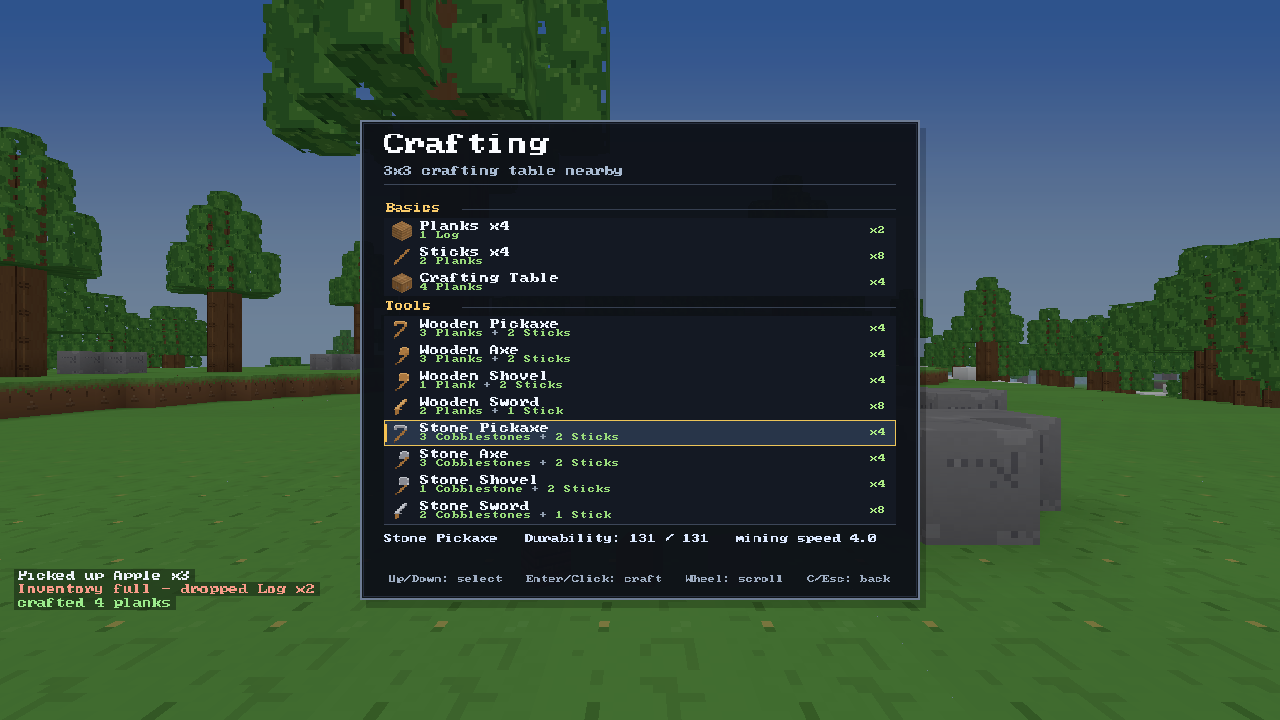 Crafting
3x3 crafting table nearby
Basics
Planks x4
1 Log
x2
Sticks x4
2 Planks
x8
Crafting Table
4 Planks
x4
Tools
Wooden Pickaxe
3 Planks + 2 Sticks
x4
Wooden Axe
3 Planks + 2 Sticks
x4
Wooden Shovel
1 Plank + 2 Sticks
x4
Wooden Sword
2 Planks + 1 Stick
x8
Stone Pickaxe
3 Cobblestones + 2 Sticks
x4
Stone Axe
3 Cobblestones + 2 Sticks
x4
Stone Shovel
1 Cobblestone + 2 Sticks
x4
Stone Sword
2 Cobblestones + 1 Stick
x8
Stone Pickaxe Durability: 131 / 131 Mining speed 4.0
Up/Down: select Enter/Click: craft Wheel: scroll C/Esc: back
Picked up Apple x3
Inventory full - dropped Log x2
crafted 4 planks